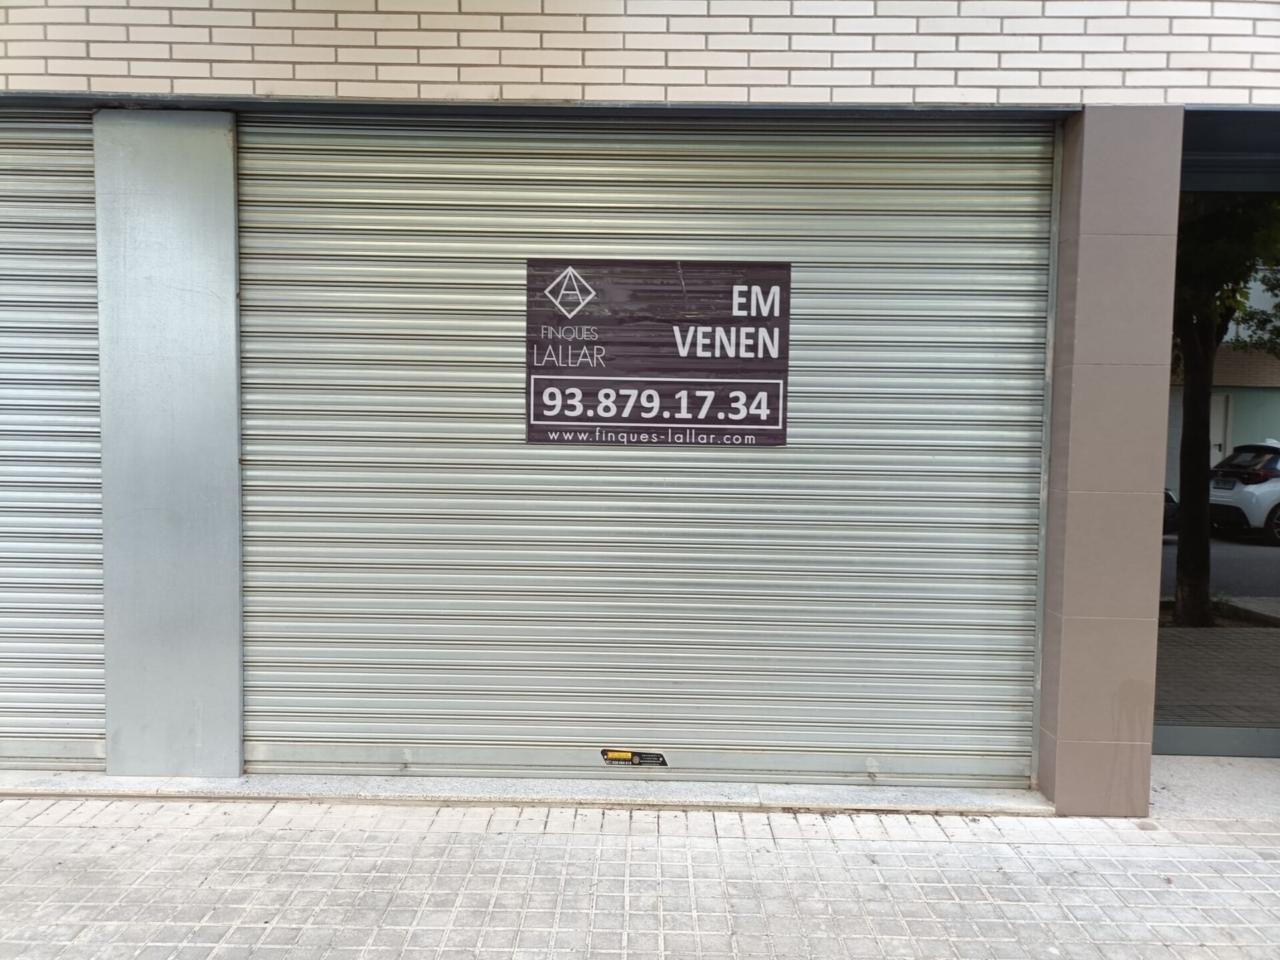 EM
VENEN
FINQUES
LALLAR
93.879.17.34
www.finques-lallar.com